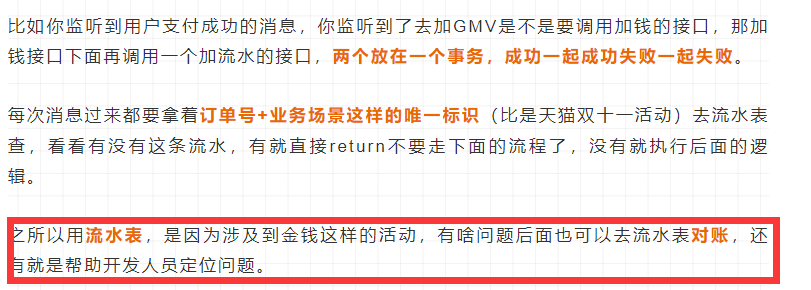 比如你监听到用户支付成功的消息，你监听到了去加GMV是不是要调用加钱的接口，那加
钱接口下面再调用一个加流水的接口，两个放在一个事务，成功一起成功失败一起失败。
每次消息过来都要拿着订单号+业务场景这样的唯一标识（比是天猫双十一活动）去流水表
查，看看有没有这条流水，有就直接return不要走下面的流程了，没有就执行后面的逻
辑。
之所以用流水表，是因为涉及到金钱这样的活动，有啥问题后面也可以去流水表对账，还
有就是帮助开发人员定位问题。